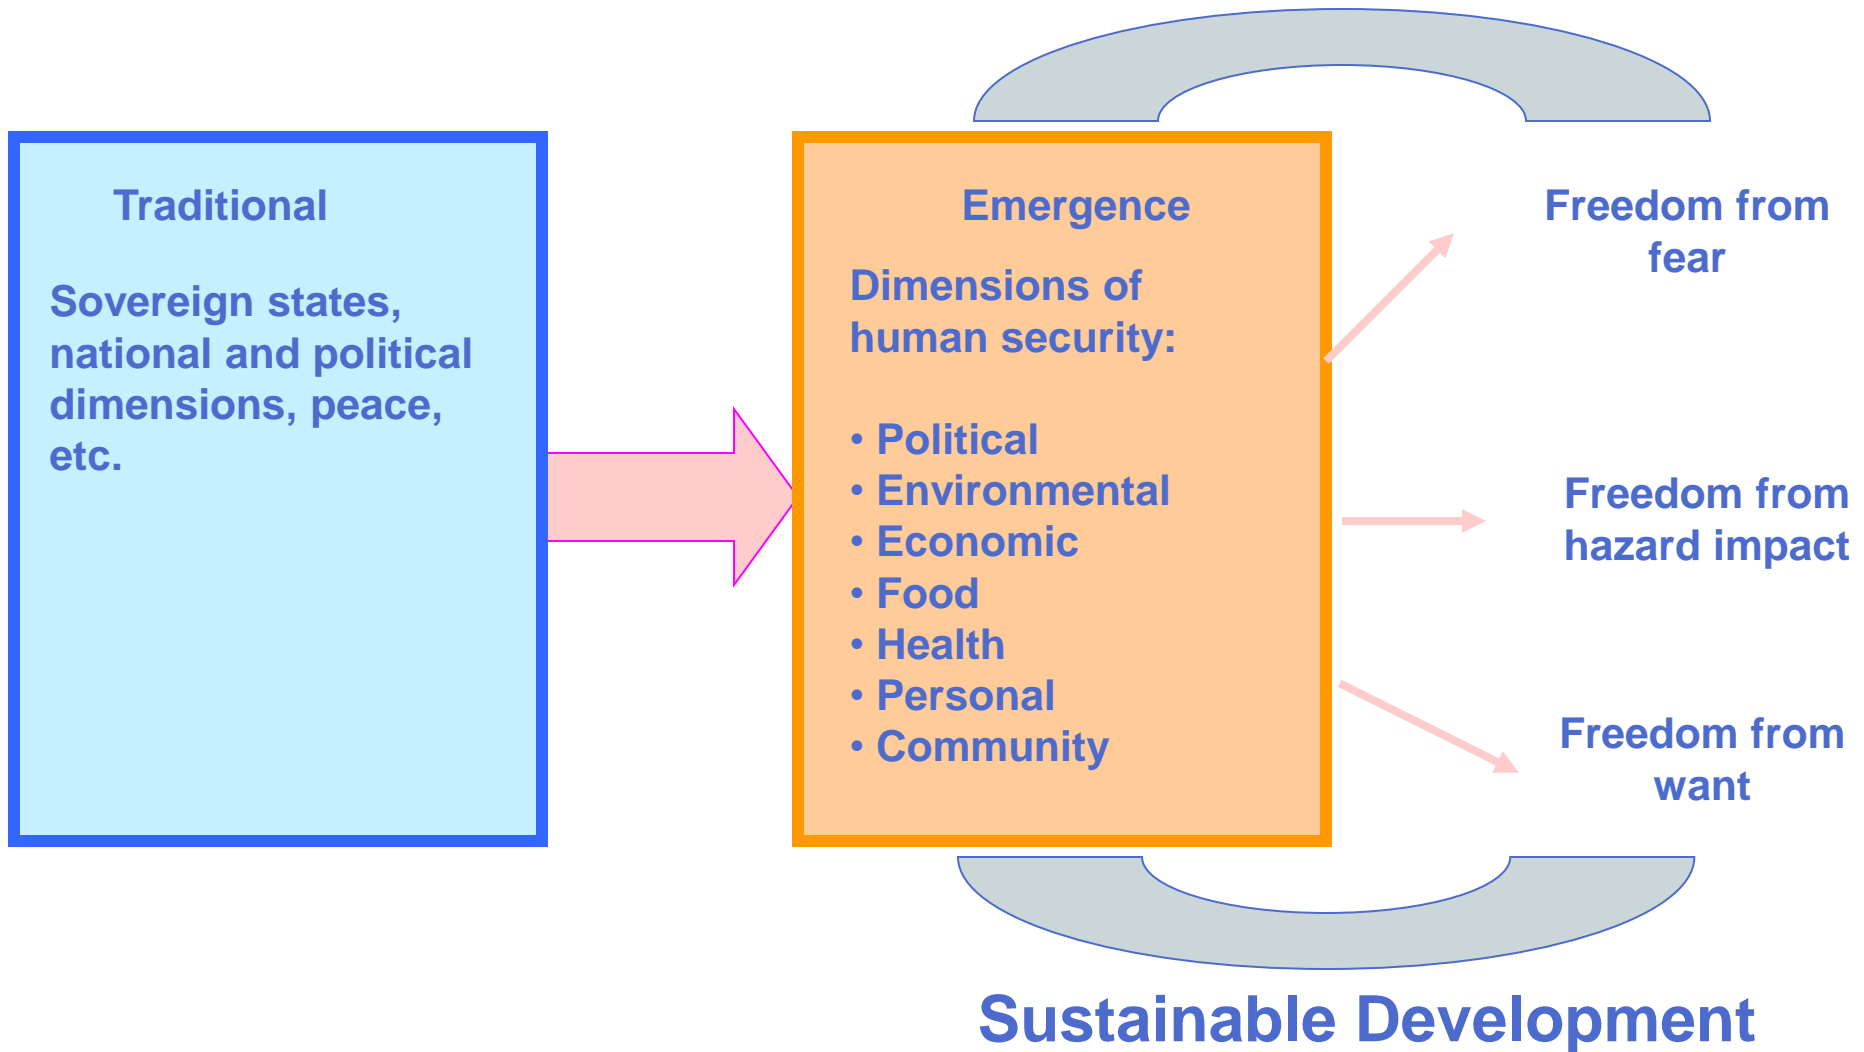 Traditional
Sovereign states,
national and political
dimensions, peace,
etc.
Emergence
Dimensions of
human security:
• Political
• Environmental
• Economic
• Food
• Health
• Personal
• Community
Freedom from
fear
Freedom from
hazard impact
Freedom from
want
Sustainable Development